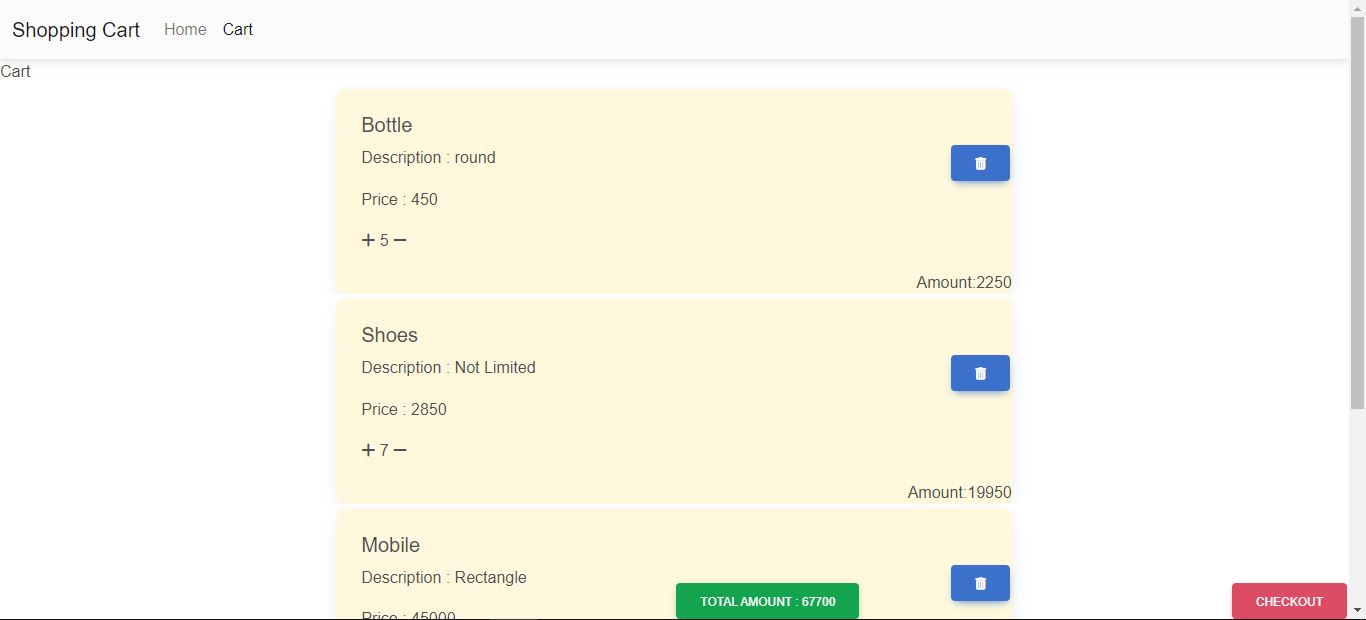 Shopping Cart Home Cart
Cart
Bottle
Description : round
Price : 450
+ 5 −
Amount:2250
Shoes
Description : Not Limited
Price : 2850
+ 7 −
Amount:19950
Mobile
Description : Rectangle
Price : 45000
TOTAL AMOUNT : 67700
CHECKOUT